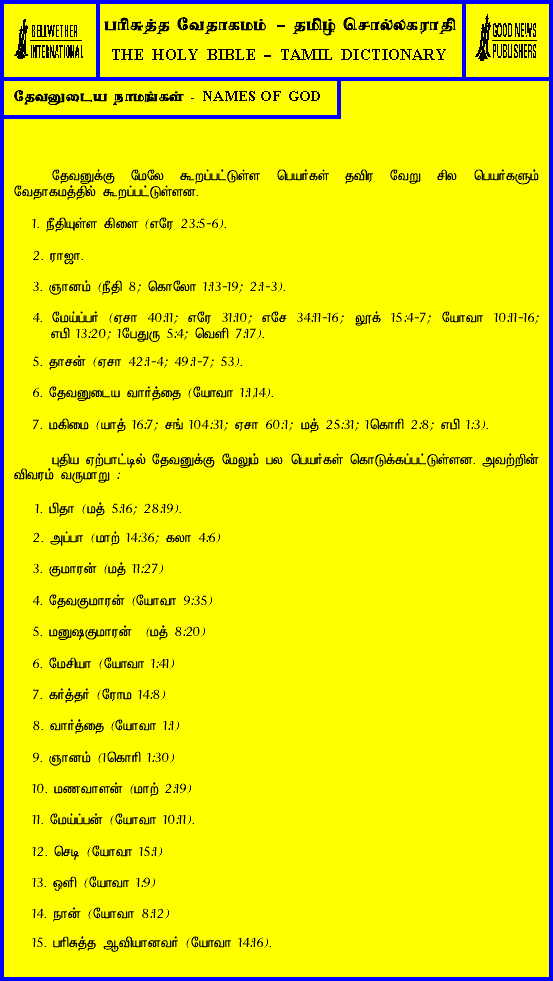 BELLWETHER
INTERNATIONAL
பரிசுத்த வேதாகமம் – தமிழ் சொல்லகராதி
THE HOLY BIBLE – TAMIL DICTIONARY
GOOD NEWS
PUBLISHERS
தேவனுடைய நாமங்கள் - NAMES OF GOD
தேவனுக்கு மேலே கூறப்பட்டுள்ள பெயர்கள் தவிர வேறு சில பெயர்களும்
வேதாகமத்தில் கூறப்பட்டுள்ளன.
1. நீதியுள்ள கிளை (எரே 23:5-6).
2. ராஜா.
3. ஞானம் (நீதி 8; கொலோ 1:13-19; 2:1-3).
4. மேய்ப்பர் (ஏசா 40:11; எரே 31:10; எசே 34:11-16; லூக் 15:4-7; யோவா 10:11-16;
எபி 13:20; 1பேதுரு 5:4; வெளி 7:17).
5. தாசன் (ஏசா 42:1-4; 49:1-7; 53).
6. தேவனுடைய வார்த்தை (யோவா 1:1,14).
7. மகிமை (யாத் 16:7; சங் 104:31; ஏசா 60:1; மத் 25:31; 1கொரி 2:8; எபி 1:3).
புதிய ஏற்பாட்டில் தேவனுக்கு மேலும் பல பெயர்கள் கொடுக்கப்பட்டுள்ளன. அவற்றின்
விவரம் வருமாறு :
1. பிதா (மத் 5:16; 28:19).
2. அப்பா (மாற் 14:36; கலா 4:6)
3. குமாரன் (மத் 11:27)
4. தேவகுமாரன் (யோவா 9:35)
5. மனுஷகுமாரன் (மத் 8:20)
6. மேசியா (யோவா 1:41)
7. கர்த்தர் (ரோம 14:8)
8. வார்த்தை (யோவா 1:1)
9. ஞானம் (1கொரி 1:30)
10. மணவாளன் (மாற் 2:19)
11. மேய்ப்பன் (யோவா 10:11).
12. செடி (யோவா 15:1)
13. ஒளி (யோவா 1:9)
14. நான் (யோவா 8:12)
15. பரிசுத்த ஆவியானவர் (யோவா 14:16).